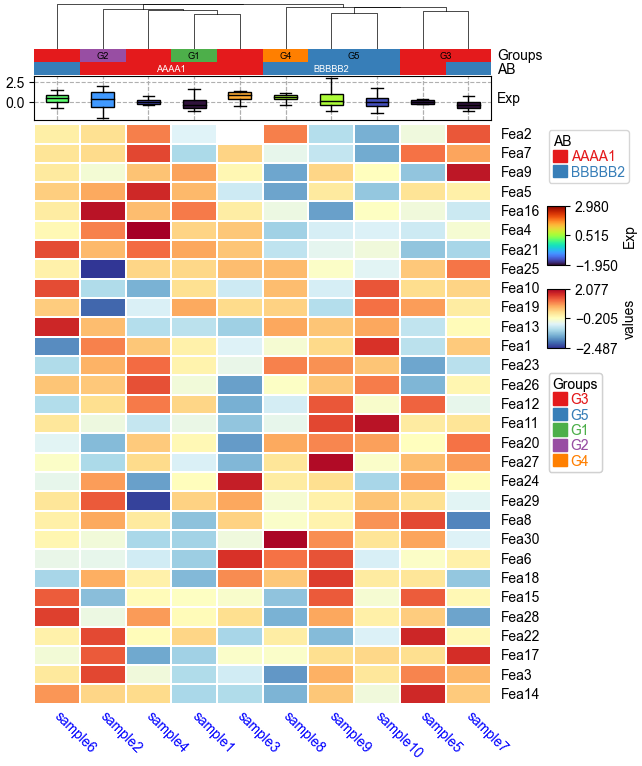 G2 G1 G4 G5 G3 Groups
AAAA1 BBBBB2 AB
2.5
0.0
Exp
Fea2
Fea7
Fea9
Fea5
Fea16
Fea4
Fea21
Fea25
Fea10
Fea19
Fea13
Fea1
Fea23
Fea26
Fea12
Fea11
Fea20
Fea27
Fea24
Fea29
Fea8
Fea30
Fea6
Fea18
Fea15
Fea28
Fea22
Fea17
Fea3
Fea14
sample6 sample2 sample4 sample1 sample3 sample8 sample9 sample10 sample5 sample7
AB
AAAA1
BBBBB2
2.980
0.515
−1.950
Exp
2.077
−0.205
−2.487
values
Groups
G3
G5
G1
G2
G4